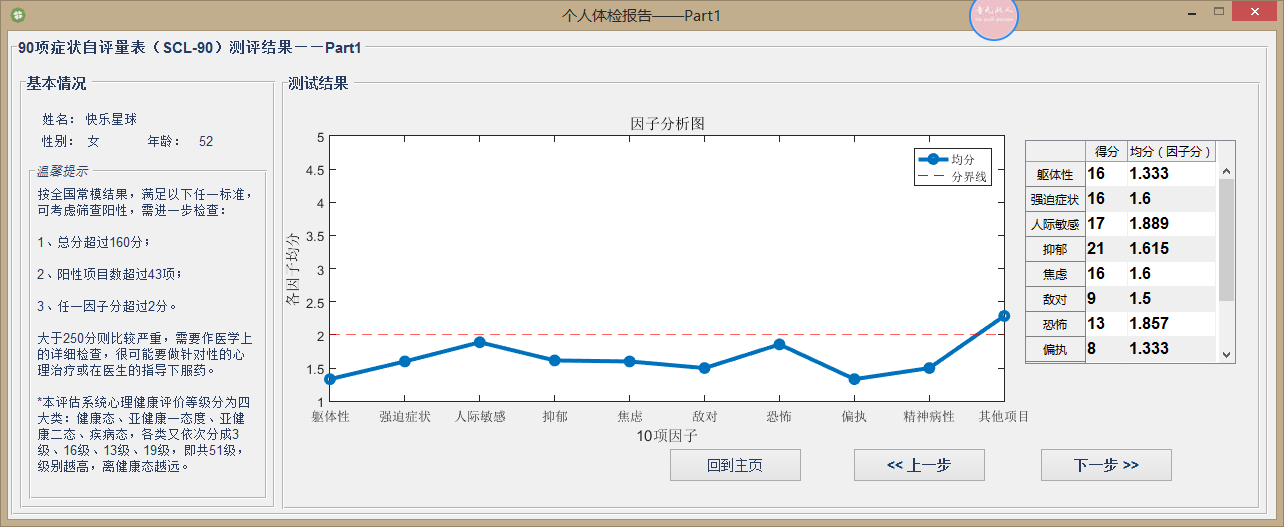 个人体检报告——Part1
90项症状自评量表（SCL-90）测评结果——Part1
基本情况
姓名： 快乐星球
性别： 女 年龄： 52
温馨提示
按全国常模结果，满足以下任一标准，
可考虑筛查阳性，需进一步检查：
1、总分超过160分；
2、阳性项目数超过43项；
3、任一因子分超过2分。
大于250分则比较严重，需要作医学上
的详细检查，很可能要做针对性的心
理治疗或在医生的指导下服药。
*本评估系统心理健康评价等级分为四
大类：健康态、亚健康一态度、亚健
康二态、疾病态，各类又依次分成3
级、16级、13级、19级，即共51级，
级别越高，离健康态越远。
测试结果
因子分析图
均分
分界线
5
4.5
4
3.5
3
2.5
2
1.5
1
各因子均分
躯体性 强迫症状 人际敏感 抑郁 焦虑 敌对 恐怖 偏执 精神病性 其他项目
10项因子
得分 均分（因子分）
躯体性 16 1.333
强迫症状 16 1.6
人际敏感 17 1.889
抑郁 21 1.615
焦虑 16 1.6
敌对 9 1.5
恐怖 13 1.857
偏执 8 1.333
回到主页 << 上一步 下一步 >>